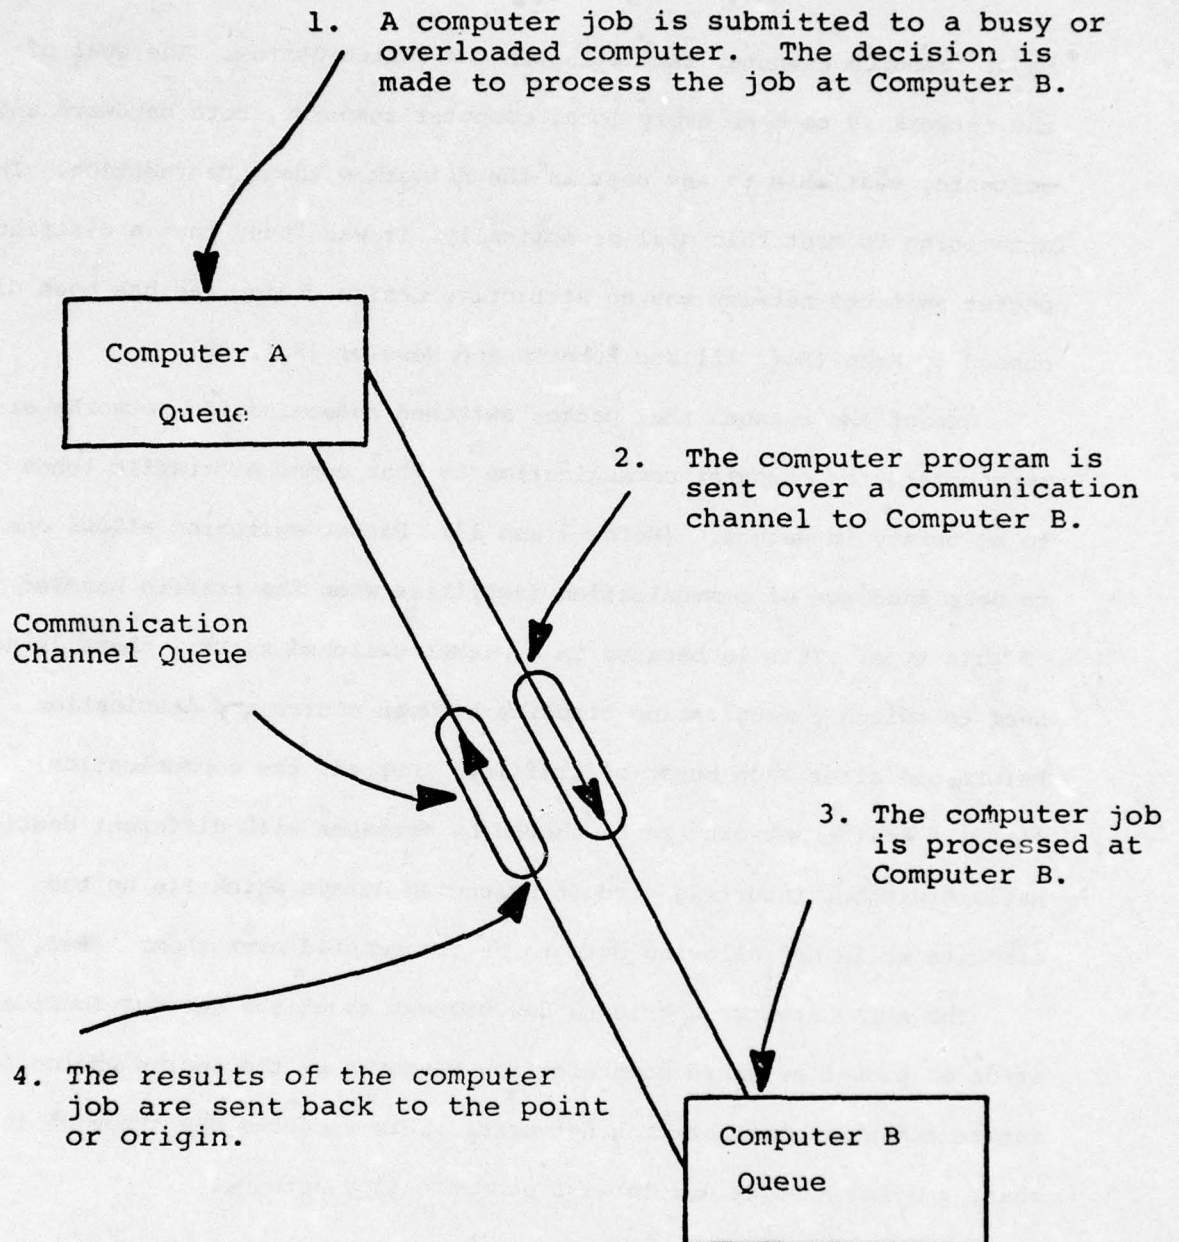 1. A computer job is submitted to a busy or
overloaded computer. The decision is
made to process the job at Computer B.
Computer A
Queue
2. The computer program is
sent over a communication
channel to Computer B.
Communication
Channel Queue
3. The computer job
is processed at
Computer B.
4. The results of the computer
job are sent back to the point
or origin.
Computer B
Queue